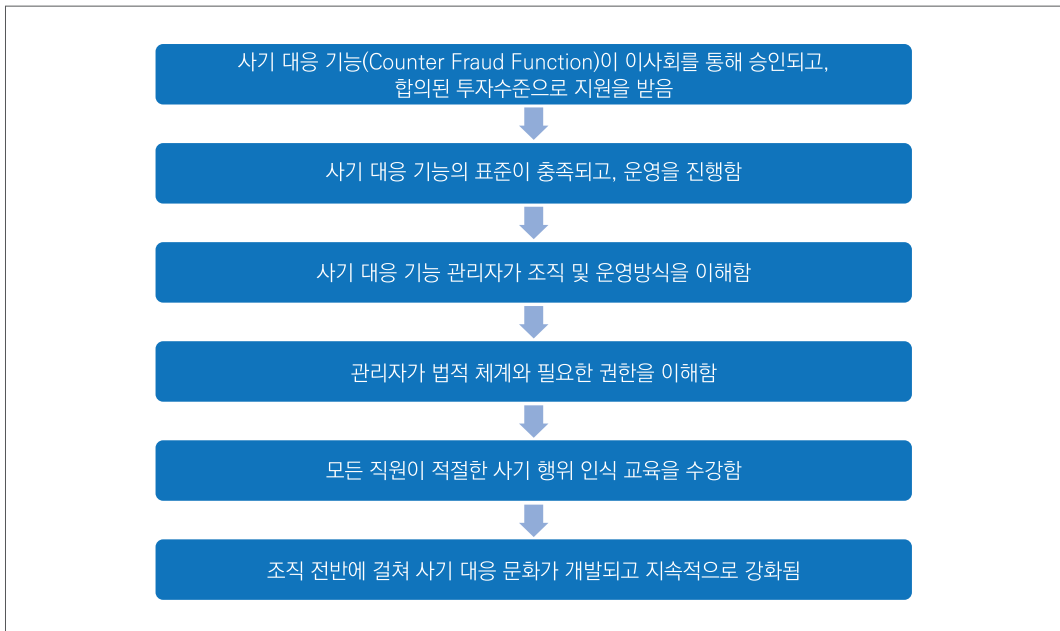 사기 대응 기능(Counter Fraud Function)이 이사회를 통해 승인되고,
합의된 투자수준으로 지원을 받음
사기 대응 기능의 표준이 충족되고, 운영을 진행함
사기 대응 기능 관리자가 조직 및 운영방식을 이해함
관리자가 법적 체계와 필요한 권한을 이해함
모든 직원이 적절한 사기 행위 인식 교육을 수강함
조직 전반에 걸쳐 사기 대응 문화가 개발되고 지속적으로 강화됨